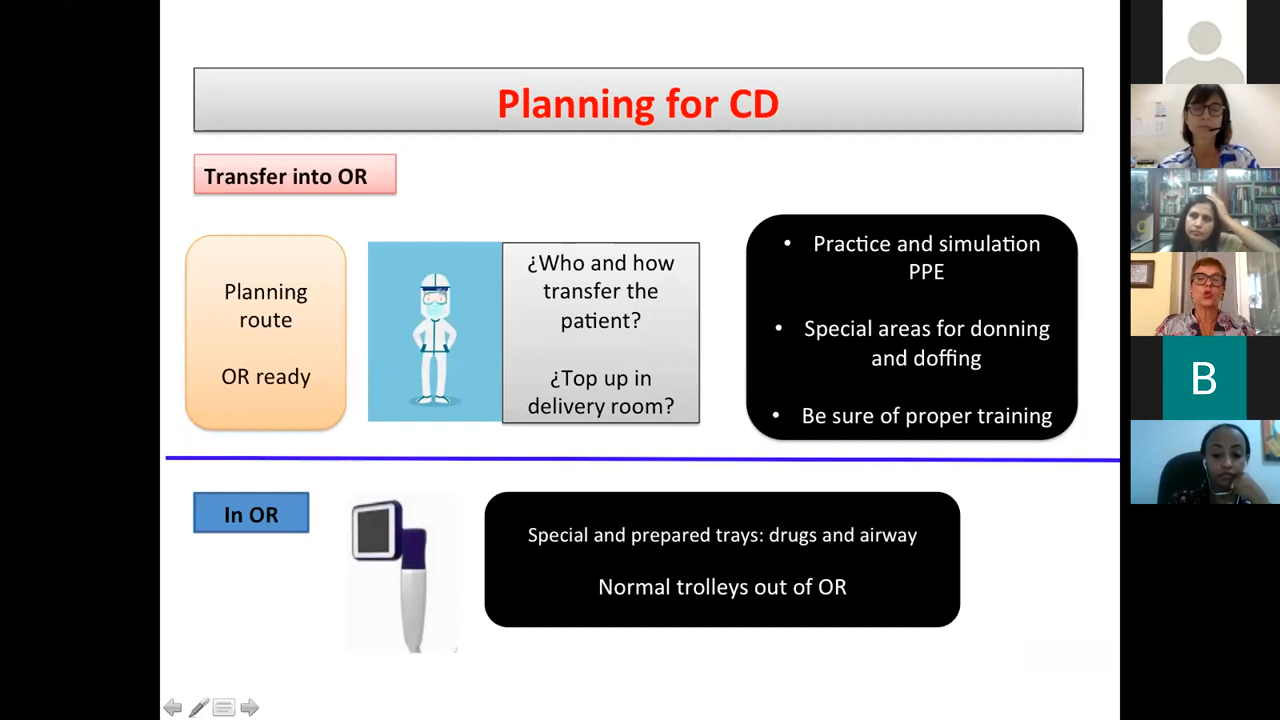 Planning for CD
Transfer into OR
Planning
route
OR ready
¿Who and how
transfer the
patient?
¿Top up in
delivery room?
• Practice and simulation
PPE
• Special areas for donning
and doffing
• Be sure of proper training
In OR
Special and prepared trays: drugs and airway
Normal trolleys out of OR
B